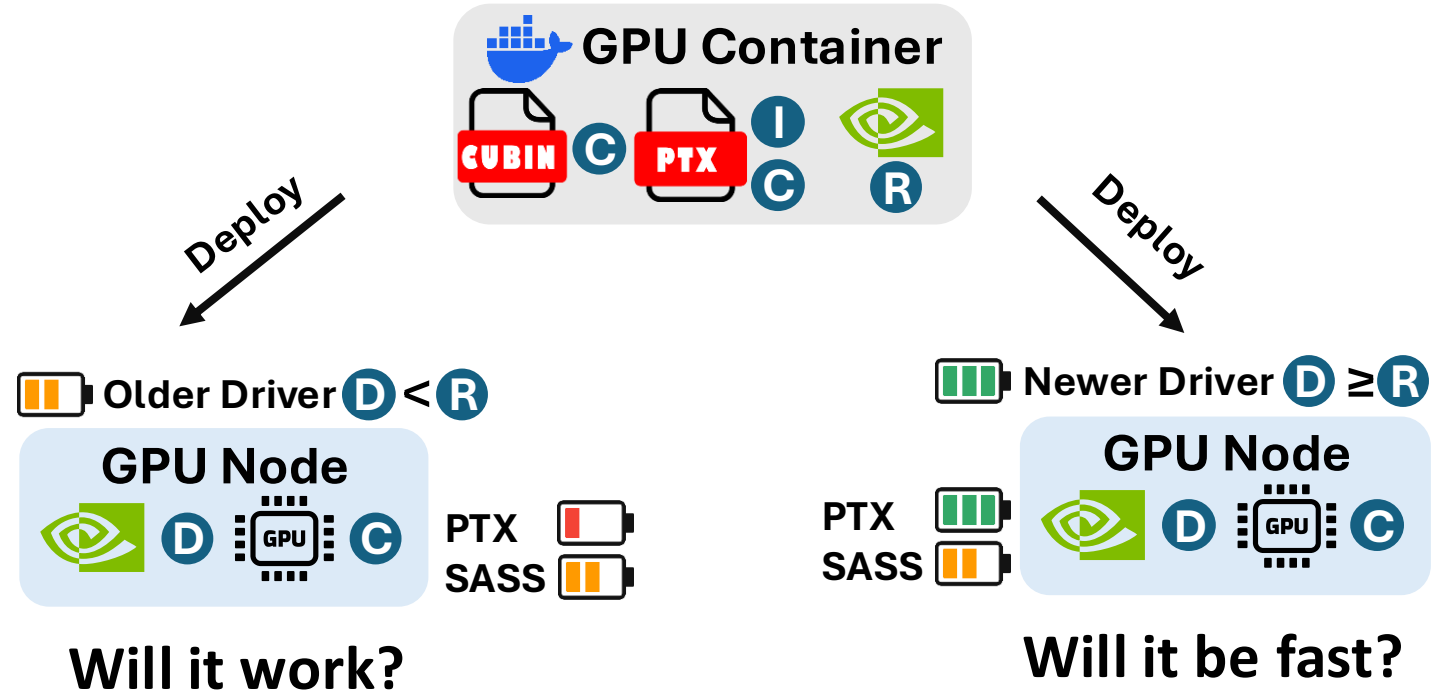 GPU Container
CUBIN C PTX I C R
Deploy
Deploy
Older Driver D < R
GPU Node
D GPU C
PTX
SASS
Will it work?
Newer Driver D ≥ R
GPU Node
D GPU C
PTX
SASS
Will it be fast?